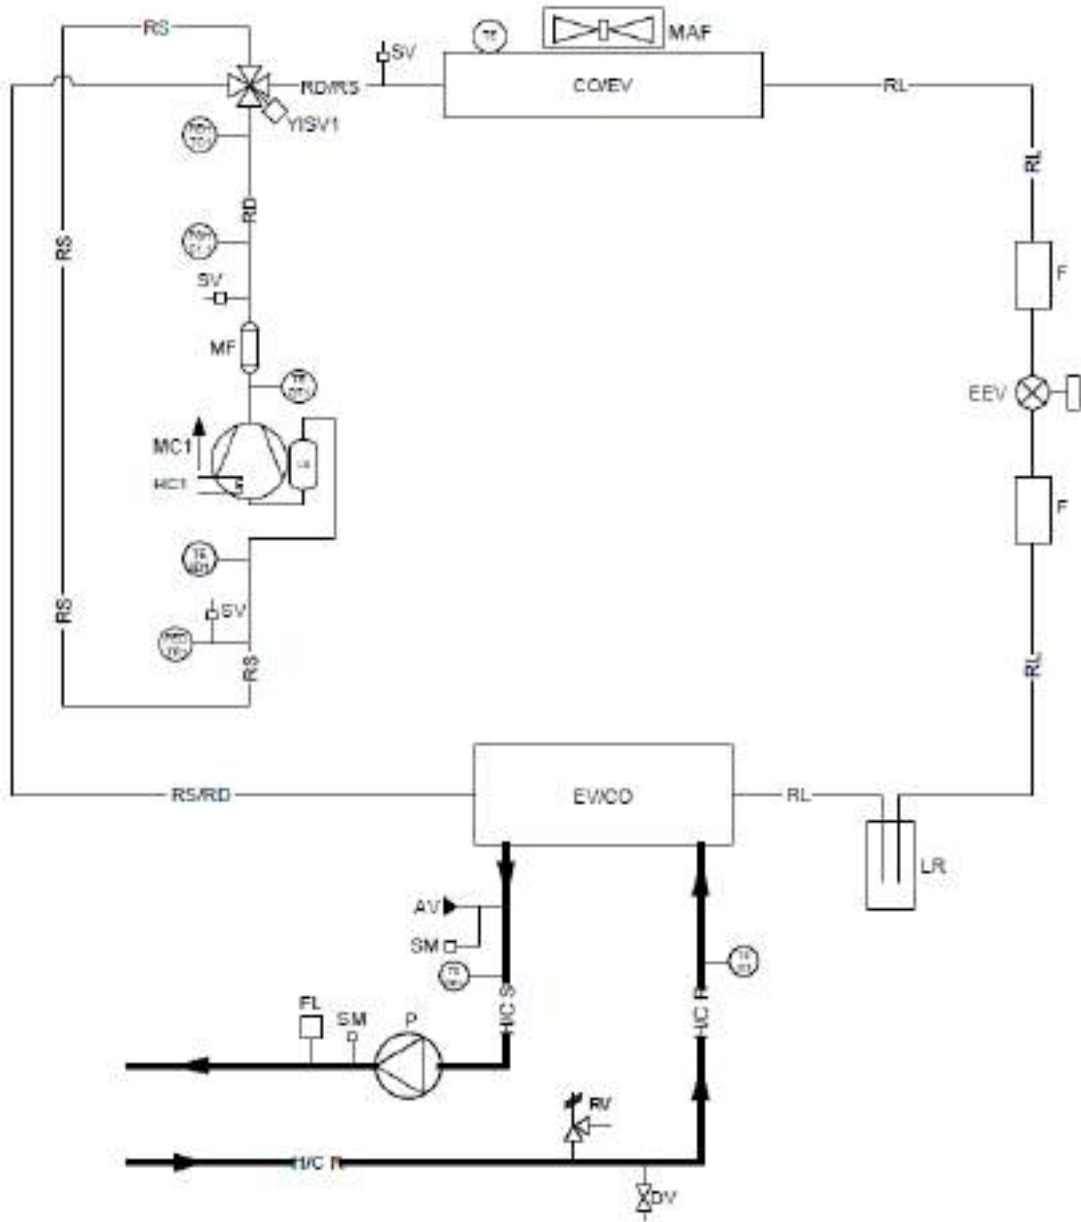 RS
MAF
SV
RD/RS
CO/EV
RL
YISV1
RL
RD
RS
F
SV
MF
EEV
MC1
HC1
F
RS
SV
RS
RL
RS/RD
EV/CO
RL
LR
AV
SM
H/C S
H/C R
FL
SM
P
RV
H/C R
DV